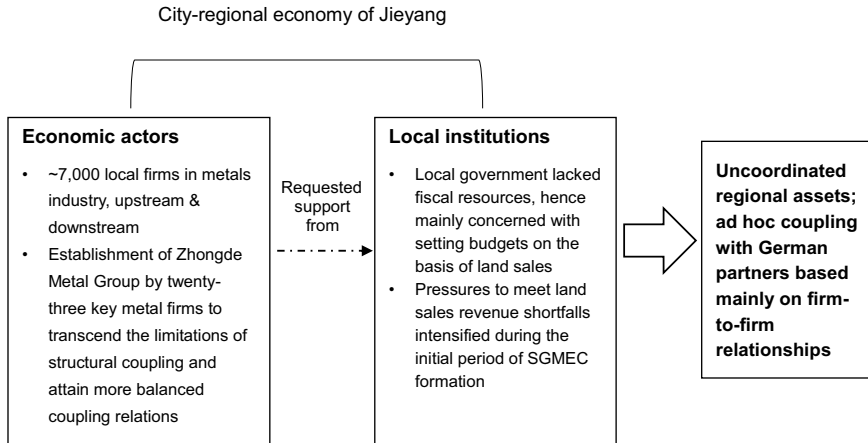 City-regional economy of Jieyang
Economic actors
• ~7,000 local firms in metals
industry, upstream &
downstream
• Establishment of Zhongde
Metal Group by twenty-
three key metal firms to
transcend the limitations of
structural coupling and
attain more balanced
coupling relations
Requested
support
from
Local institutions
• Local government lacked
fiscal resources, hence
mainly concerned with
setting budgets on the
basis of land sales
• Pressures to meet land
sales revenue shortfalls
intensified during the
initial period of SGMEC
formation
Uncoordinated
regional assets;
ad hoc coupling
with German
partners based
mainly on firm-
to-firm
relationships